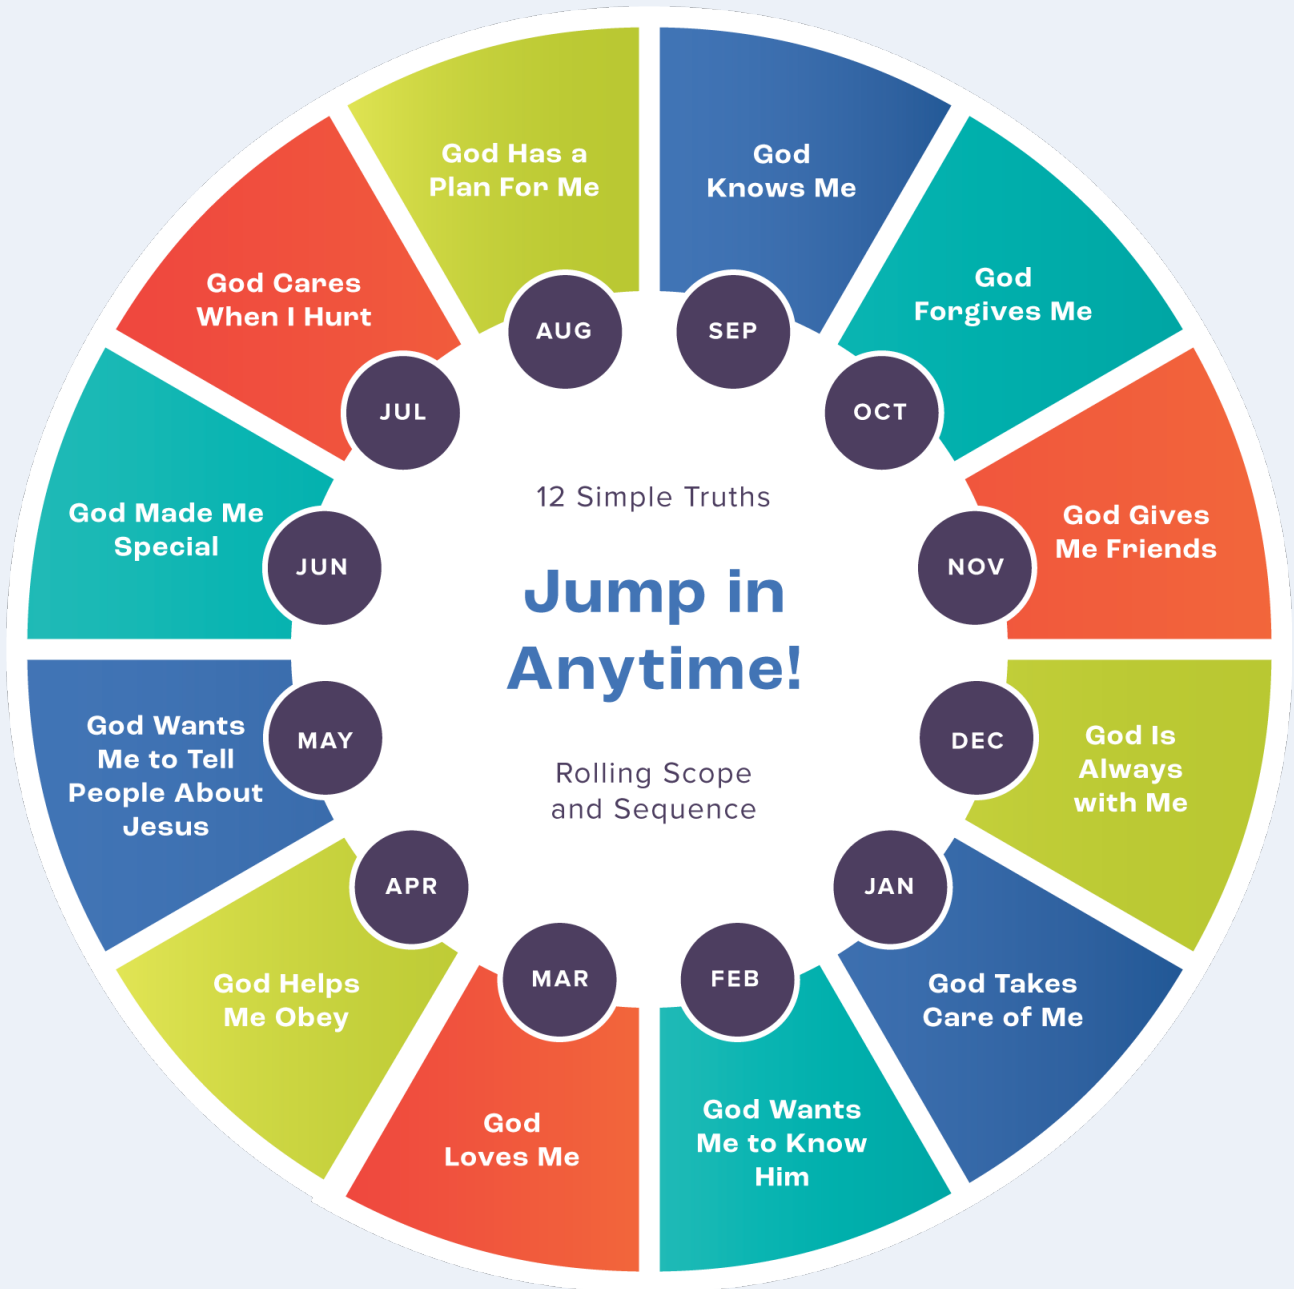 God Has a
Plan For Me
AUG
God
Knows Me
SEP
God
Forgives Me
OCT
God Gives
Me Friends
NOV
God Is
Always
with Me
DEC
God Takes
Care of Me
JAN
God Wants
Me to Know
Him
FEB
God
Loves Me
MAR
God Helps
Me Obey
APR
God Wants
Me to Tell
People About
Jesus
MAY
God Made Me
Special
JUN
God Cares
When I Hurt
JUL
12 Simple Truths
Jump in
Anytime!
Rolling Scope
and Sequence